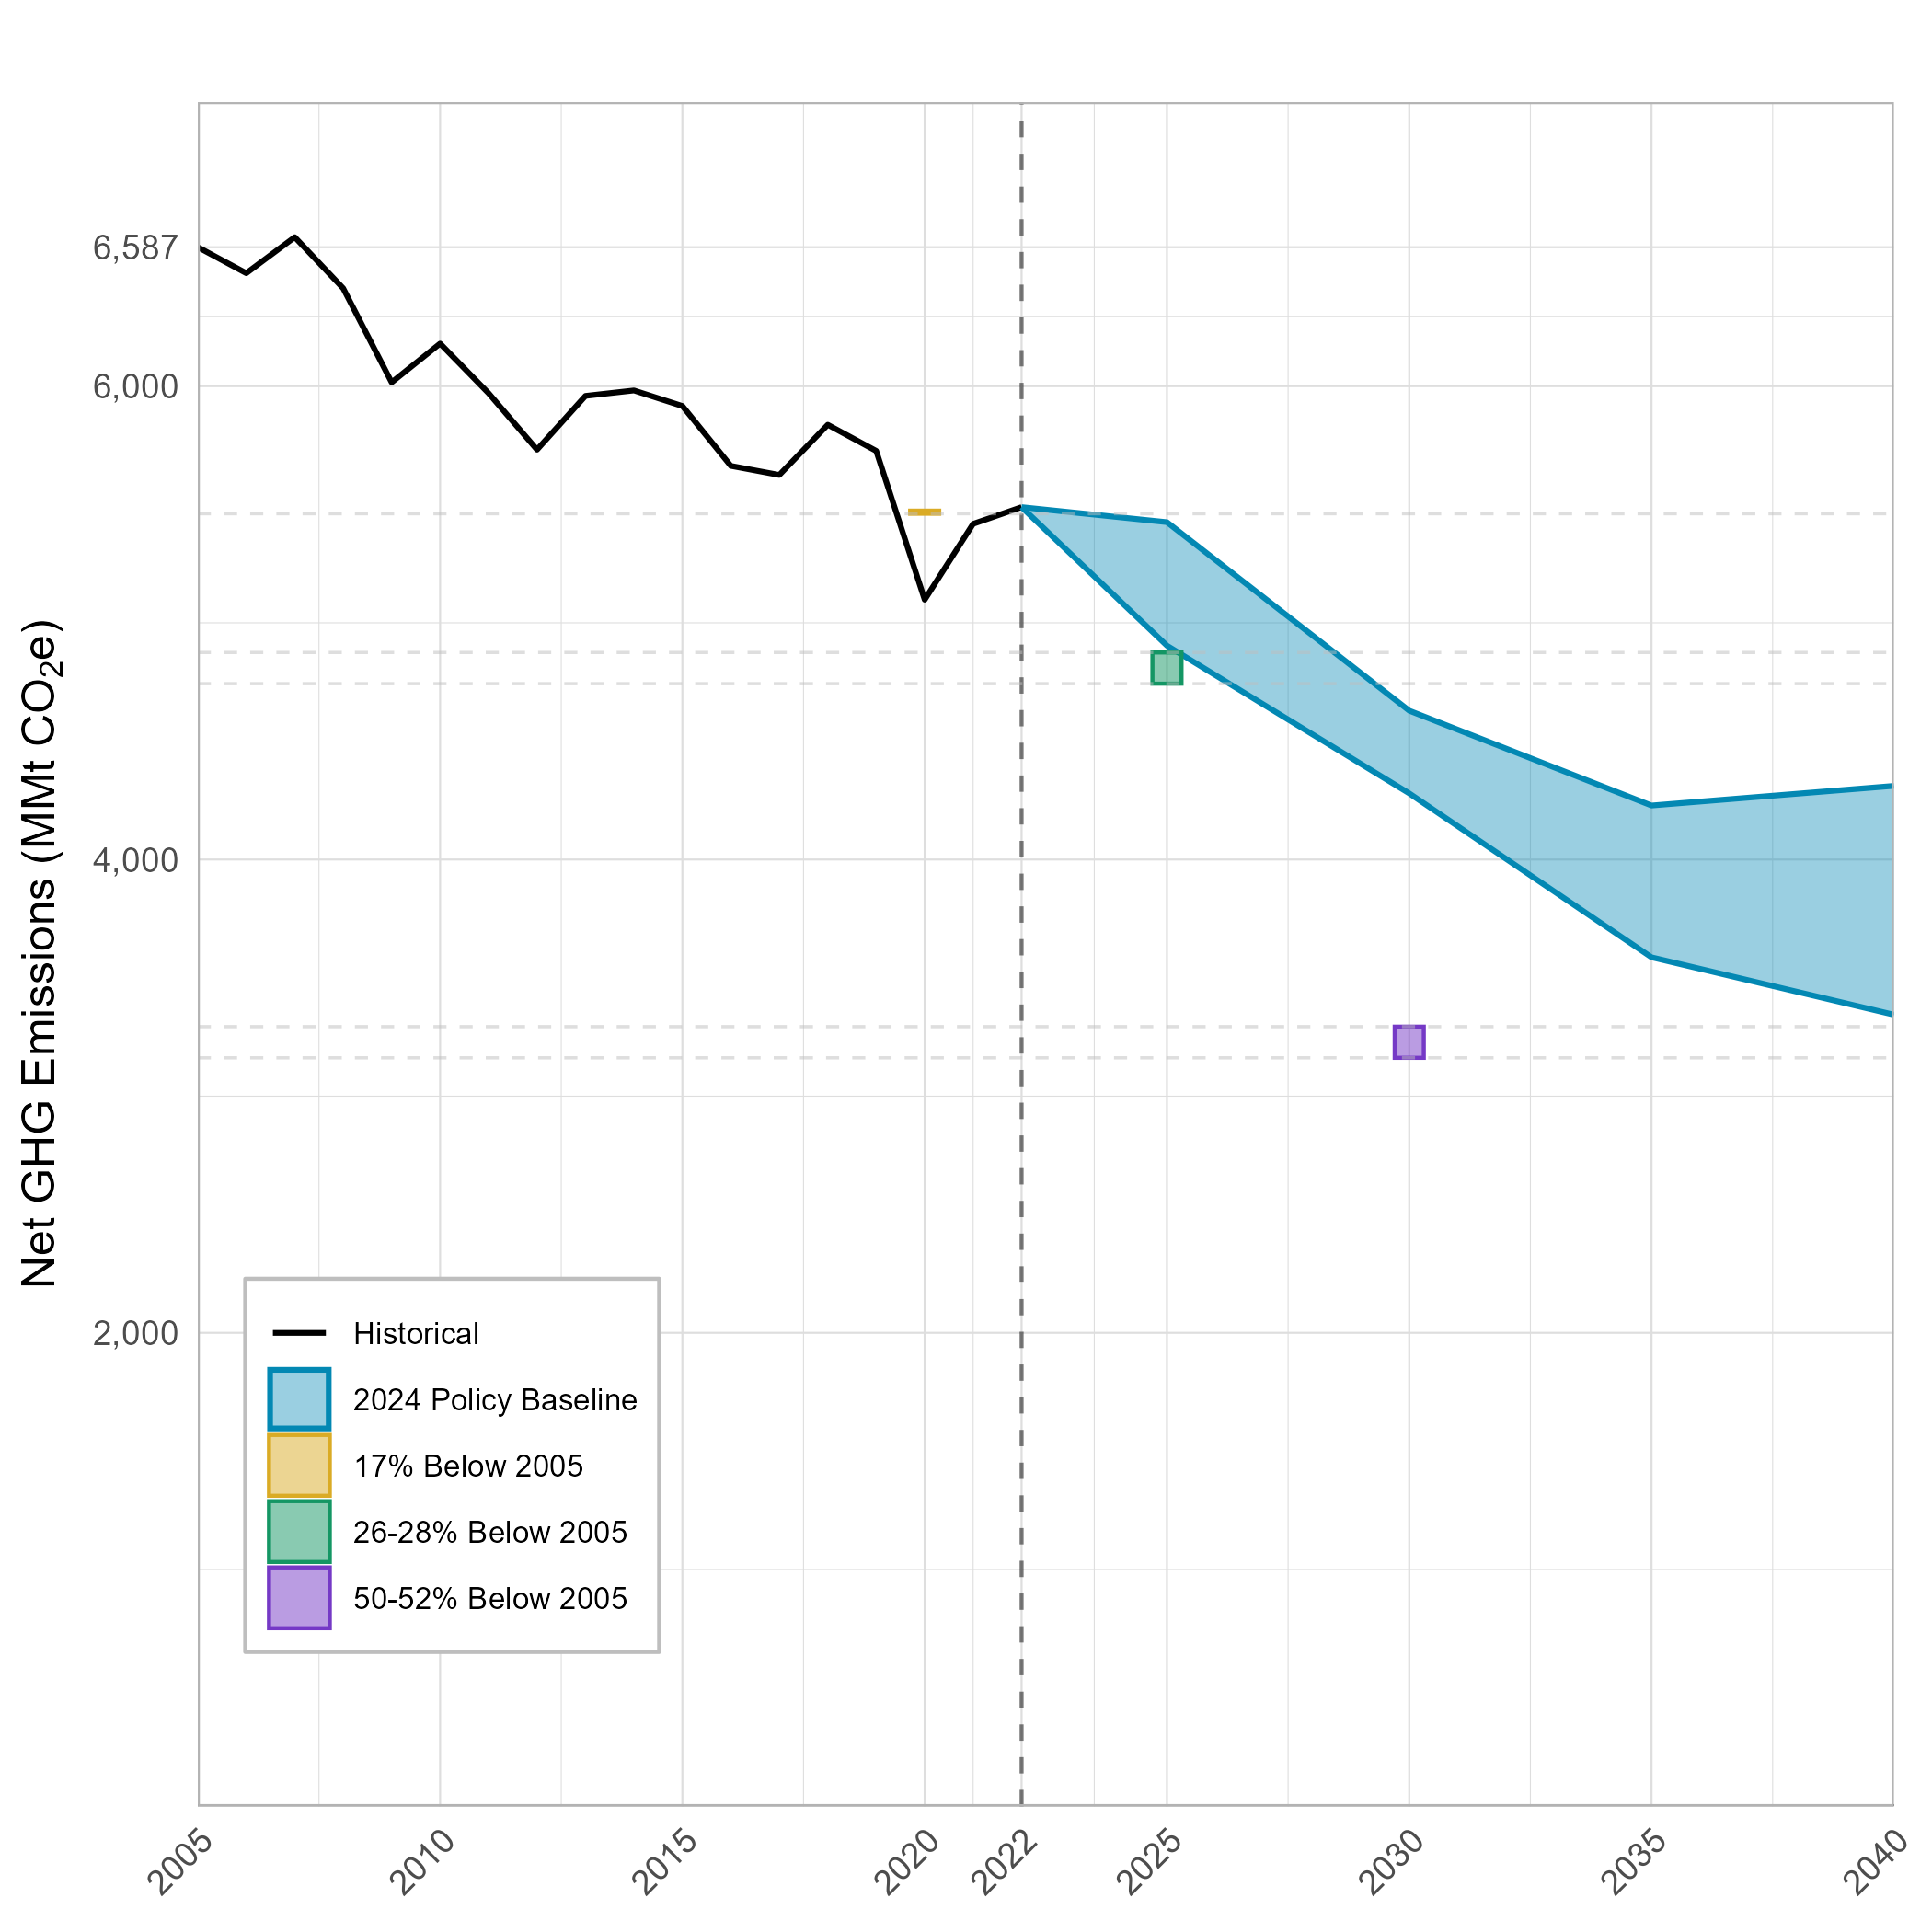 Net GHG Emissions (MMt CO₂e)
6,587
6,000
4,000
2,000
Historical
2024 Policy Baseline
17% Below 2005
26-28% Below 2005
50-52% Below 2005
2005
2010
2015
2020
2022
2025
2030
2035
2040